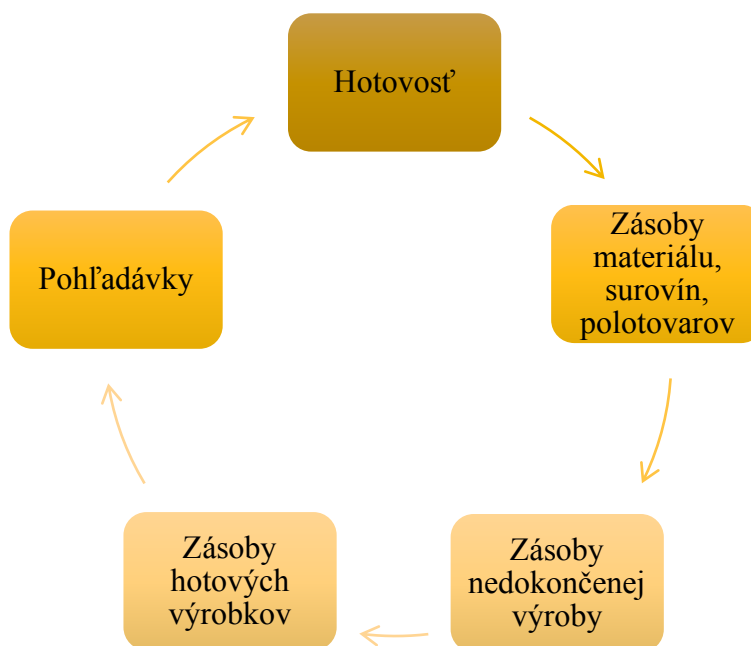 Hotovosť
Zásoby
materiálu,
surovín,
polotovarov
Zásoby
nedokončenej
výroby
Zásoby
hotových
výrobkov
Pohľadávky